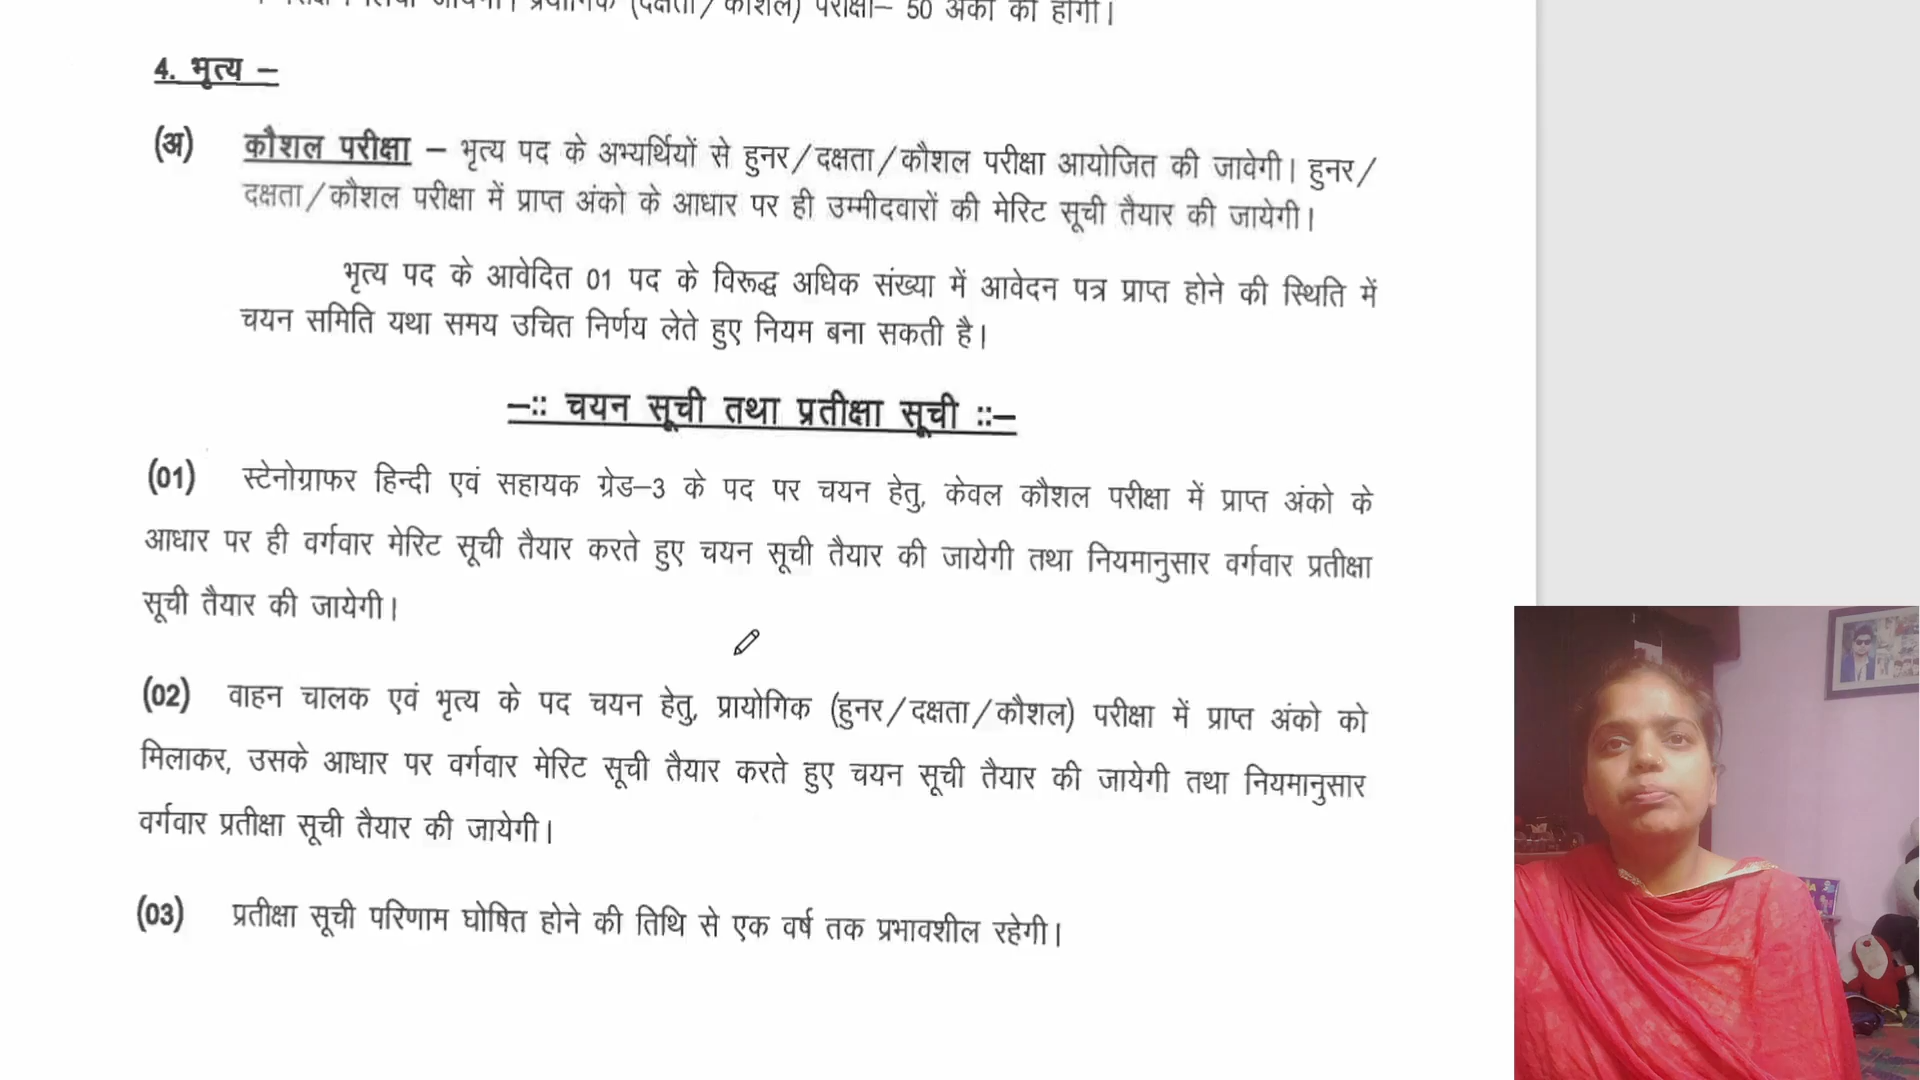 (दक्षता/कौशल) परीक्षा– 50 अंको की होगी।
4. भृत्य –
(अ) कौशल परीक्षा – भृत्य पद के अभ्यर्थियों से हुनर/दक्षता/कौशल परीक्षा आयोजित की जावेगी। हुनर/
दक्षता/कौशल परीक्षा में प्राप्त अंको के आधार पर ही उम्मीदवारों की मेरिट सूची तैयार की जायेगी।
भृत्य पद के आवेदित 01 पद के विरूद्ध अधिक संख्या में आवेदन पत्र प्राप्त होने की स्थिति में
चयन समिति यथा समय उचित निर्णय लेते हुए नियम बना सकती है।
–:: चयन सूची तथा प्रतीक्षा सूची ::–
(01) स्टेनोग्राफर हिन्दी एवं सहायक ग्रेड–3 के पद पर चयन हेतु, केवल कौशल परीक्षा में प्राप्त अंको के
आधार पर ही वर्गवार मेरिट सूची तैयार करते हुए चयन सूची तैयार की जायेगी तथा नियमानुसार वर्गवार प्रतीक्षा
सूची तैयार की जायेगी।
(02) वाहन चालक एवं भृत्य के पद चयन हेतु, प्रायोगिक (हुनर/दक्षता/कौशल) परीक्षा में प्राप्त अंको को
मिलाकर, उसके आधार पर वर्गवार मेरिट सूची तैयार करते हुए चयन सूची तैयार की जायेगी तथा नियमानुसार
वर्गवार प्रतीक्षा सूची तैयार की जायेगी।
(03) प्रतीक्षा सूची परिणाम घोषित होने की तिथि से एक वर्ष तक प्रभावशील रहेगी।